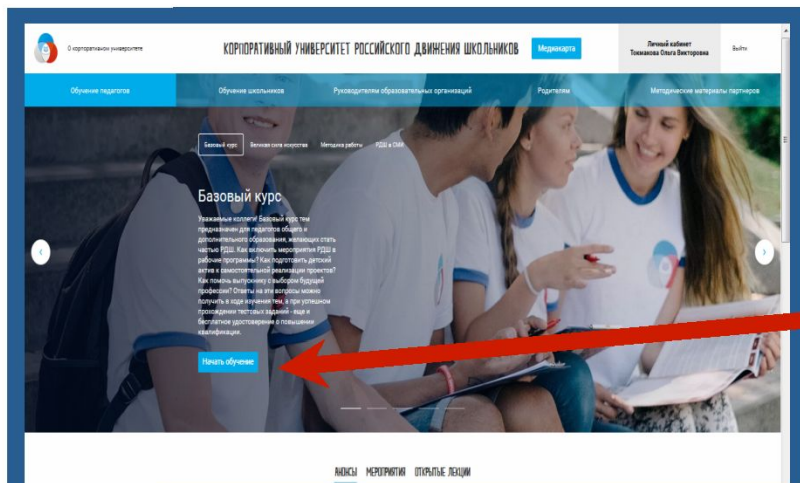 О корпоративном университете
КОРПОРАТИВНЫЙ УНИВЕРСИТЕТ РОССИЙСКОГО ДВИЖЕНИЯ ШКОЛЬНИКОВ
Медиакарта
Личный кабинет
Токмакова Ольга Викторовна
Выйти
Обучение педагогов
Обучение школьников
Руководителям образовательных организаций
Родителям
Методические материалы партнеров
Базовый курс
Великая сила искусства
Методика работы
РДШ в СМИ
Базовый курс
Уважаемые коллеги! Базовый курс тем
предназначен для педагогов общего и
дополнительного образования, желающих стать
частью РДШ. Как включить мероприятия РДШ в
рабочие программы? Как подготовить детский
актив к самостоятельной реализации проектов?
Как помочь выпускнику с выбором будущей
профессии? Ответы на эти вопросы можно
получить в ходе изучения тем, а при успешном
прохождении тестовых заданий - еще и
бесплатное удостоверение о повышении
квалификации.
Начать обучение
АНОНСЫ
МЕРОПРИЯТИЯ
ОТКРЫТЫЕ ЛЕКЦИИ